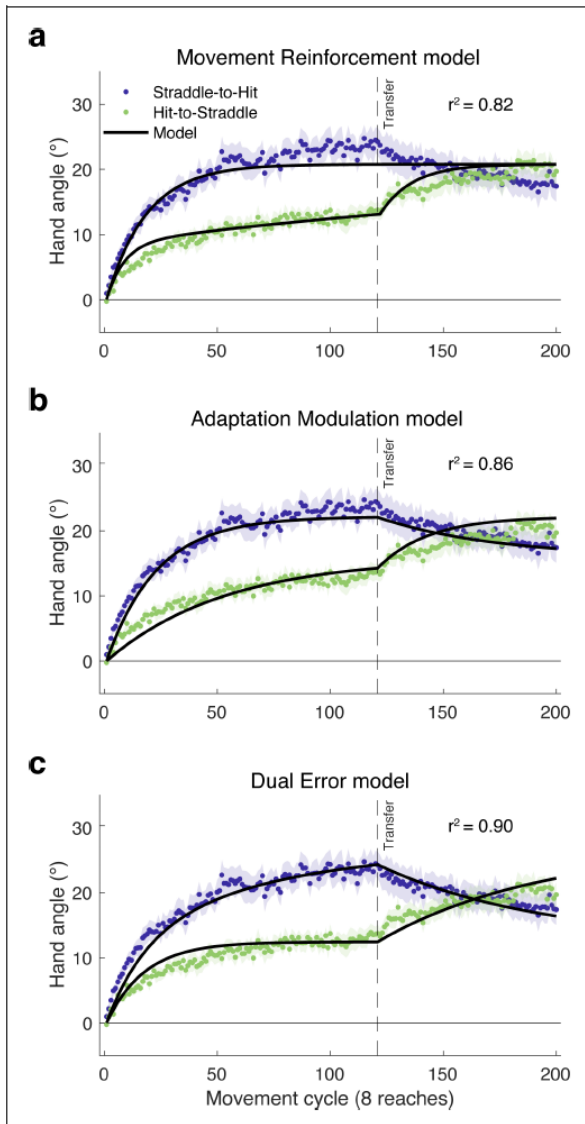 a
Movement Reinforcement model
Straddle-to-Hit
Hit-to-Straddle
Model
Transfer
r² = 0.82
Hand angle (°)
30
20
10
0
0 50 100 150 200
b
Adaptation Modulation model
Transfer
r² = 0.86
Hand angle (°)
30
20
10
0
0 50 100 150 200
c
Dual Error model
Transfer
r² = 0.90
Hand angle (°)
30
20
10
0
0 50 100 150 200
Movement cycle (8 reaches)